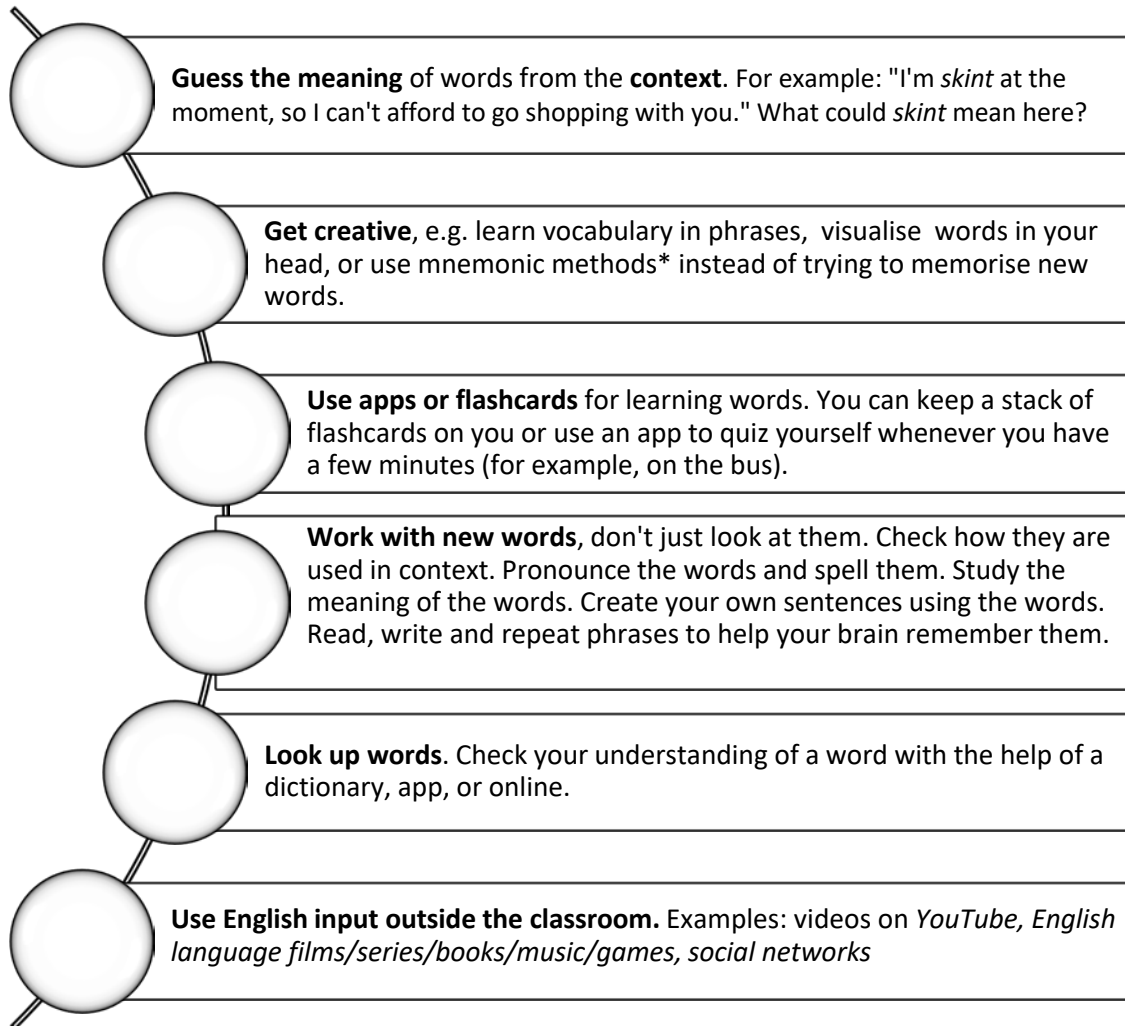 Guess the meaning of words from the context. For example: "I'm skint at the
moment, so I can't afford to go shopping with you." What could skint mean here?
Get creative, e.g. learn vocabulary in phrases, visualise words in your
head, or use mnemonic methods* instead of trying to memorise new
words.
Use apps or flashcards for learning words. You can keep a stack of
flashcards on you or use an app to quiz yourself whenever you have
a few minutes (for example, on the bus).
Work with new words, don't just look at them. Check how they are
used in context. Pronounce the words and spell them. Study the
meaning of the words. Create your own sentences using the words.
Read, write and repeat phrases to help your brain remember them.
Look up words. Check your understanding of a word with the help of a
dictionary, app, or online.
Use English input outside the classroom. Examples: videos on YouTube, English
language films/series/books/music/games, social networks